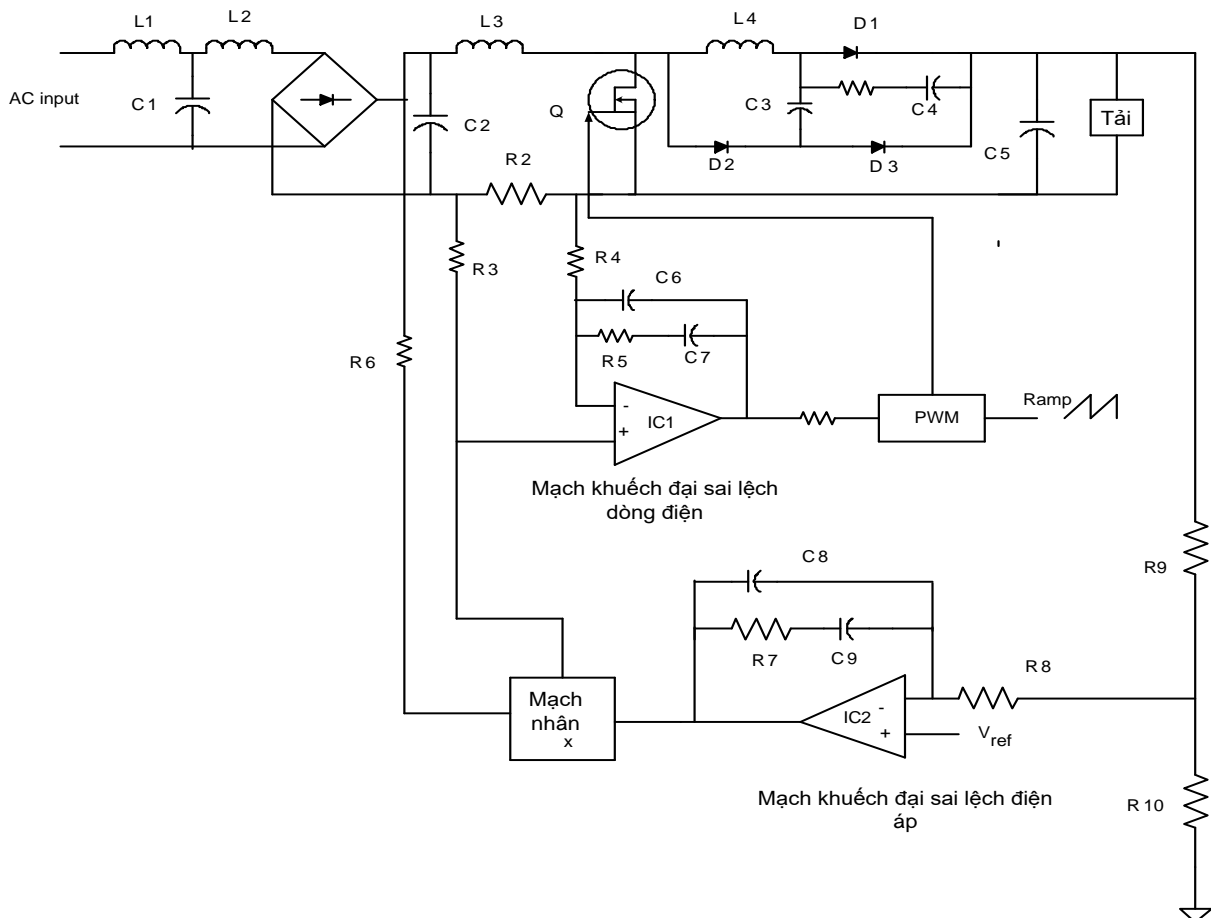 L1
L2
L3
L4
D1
AC input
C1
C2
Q
C3
C4
Tải
R2
D2
D3
C5
R3
R4
C6
R6
R5
C7
-
+
IC1
PWM
Ramp
Mạch khuếch đại sai lệch
dòng điện
C8
R9
R7
C9
R8
Mạch
nhân
x
IC2
-
+
Vref
Mạch khuếch đại sai lệch điện
áp
R10